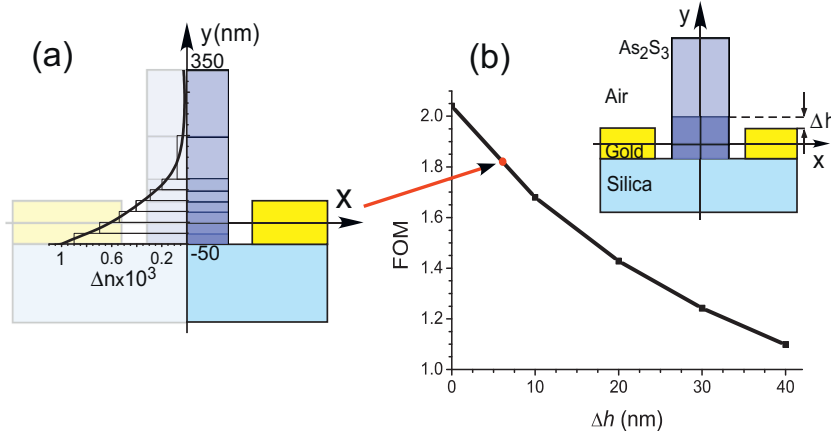 (a)
y(nm)
350
X
-50
1
0.6
0.2
Δnx10³
(b)
y
As₂S₃
Air
Δh
Gold
x
Silica
2.0
1.8
1.6
1.4
1.2
1.0
FOM
0
10
20
30
40
Δh (nm)